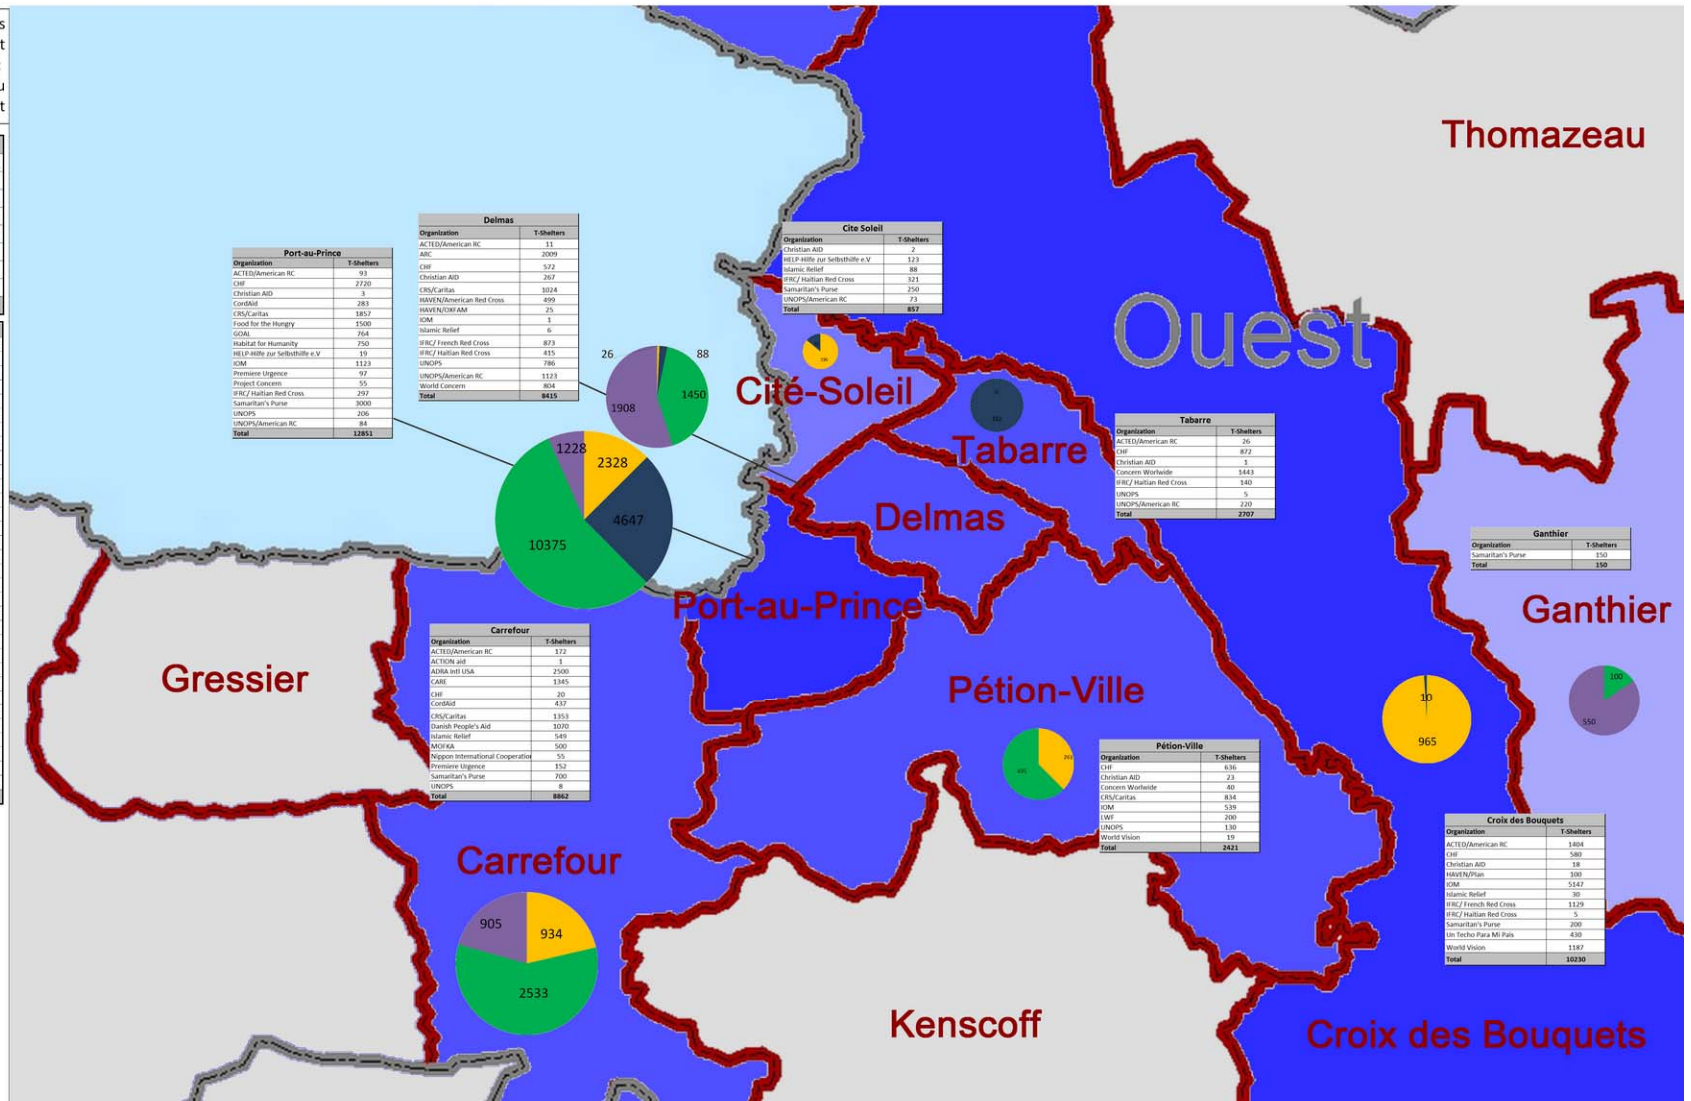 s
t
u
t
Thomazeau
Ouest
Port-au-Prince
Organization T-Shelters
ACTED/American RC 93
CHF 2720
Christian AID 3
CordAid 283
CRS/Caritas 1857
Food for the Hungry 1500
GOAL 764
Habitat for Humanity 750
HELP-Hilfe zur Selbsthilfe e.V 19
IOM 1123
Premiere Urgence 97
Project Concern 55
IFRC/ Haitian Red Cross 297
Samaritan's Purse 3000
UNOPS 206
UNOPS/American RC 84
Total 12851
Delmas
Organization T-Shelters
ACTED/American RC 11
ARC 2009
CHF 572
Christian AID 267
CRS/Caritas 1024
HAVEN/American Red Cross 499
HAVEN/OXFAM 25
IOM 1
Islamic Relief 6
IFRC/ French Red Cross 873
IFRC/ Haitian Red Cross 415
UNOPS 786
UNOPS/American RC 1123
World Concern 804
Total 8415
Cite Soleil
Organization T-Shelters
Christian AID 2
HELP-Hilfe zur Selbsthilfe e.V 123
Islamic Relief 88
IFRC/ Haitian Red Cross 321
Samaritan's Purse 250
UNOPS/American RC 73
Total 857
26
88
1450
1908
Cité-Soleil
Tabarre
Tabarre
Organization T-Shelters
ACTED/American RC 26
CHF 872
Christian AID 1
Concern Worlwide 1443
IFRC/ Haitian Red Cross 140
UNOPS 5
UNOPS/American RC 220
Total 2707
1228
2328
4647
10375
Delmas
Ganthier
Organization T-Shelters
Samaritan's Purse 150
Total 150
Port-au-Prince
Ganthier
100
550
Gressier
Carrefour
Organization T-Shelters
ACTED/American RC 172
ACTION aid 1
ADRA Intl USA 2500
CARE 1345
CHF 20
CordAid 437
CRS/Caritas 1353
Danish People's Aid 1070
Islamic Relief 549
MOFKA 500
Nippon International Cooperation 55
Premiere Urgence 152
Samaritan's Purse 700
UNOPS 8
Total 8862
Pétion-Ville
Pétion-Ville
Organization T-Shelters
CHF 636
Christian AID 23
Concern Worlwide 40
CRS/Caritas 834
IOM 539
LWF 200
UNOPS 130
World Vision 19
Total 2421
10
965
Croix des Bouquets
Organization T-Shelters
ACTED/American RC 1404
CHF 580
Christian AID 18
HAVEN/Plan 100
IOM 5147
Islamic Relief 30
IFRC/ French Red Cross 1129
IFRC/ Haitian Red Cross 5
Samaritan's Purse 200
Un Techo Para Mi Pais 430
World Vision 1187
Total 10230
Carrefour
905
934
2533
Kenscoff
Croix des Bouquets